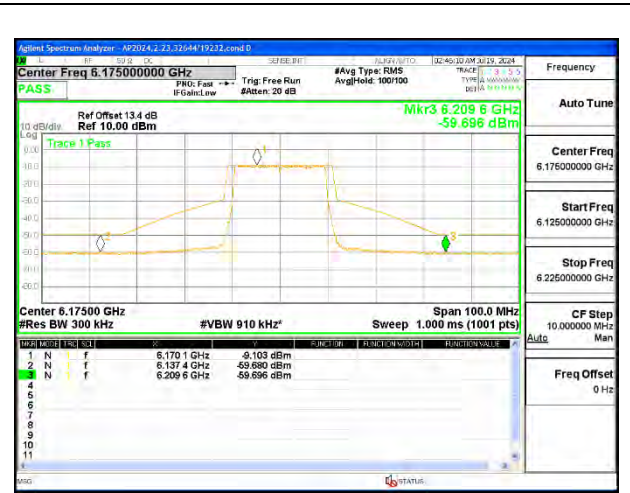 Agilent Spectrum Analyzer - AP2024,2.23,32644/19232,cond D
L RF 50 Ω DC SENSE:INT ALIGN AUTO 02:46:10 AM Jul 19, 2024
Center Freq 6.175000000 GHz #Avg Type: RMS TRACE
PASS PNO: Fast Trig: Free Run Avg|Hold: 100/100 TYPE
IFGain:Low #Atten: 20 dB DET
Frequency
Auto Tune
Ref Offset 13.4 dB Mkr3 6.209 6 GHz
10 dB/div Ref 10.00 dBm -59.696 dBm
Log
Trace 1 Pass
0.00
1
3
Center Freq
6.175000000 GHz
Start Freq
6.125000000 GHz
Stop Freq
6.225000000 GHz
Center 6.17500 GHz Span 100.0 MHz
#Res BW 300 kHz #VBW 910 kHz* Sweep 1.000 ms (1001 pts)
CF Step
10.000000 MHz
Auto Man
Freq Offset
0 Hz
MKR MODE TRC SCL X Y FUNCTION FUNCTION WIDTH FUNCTION VALUE
1 N f 6.170 1 GHz -9.103 dBm
2 N f 6.137 4 GHz -59.680 dBm
3 N f 6.209 6 GHz -59.696 dBm
4
5
6
7
8
9
10
11
MSG STATUS